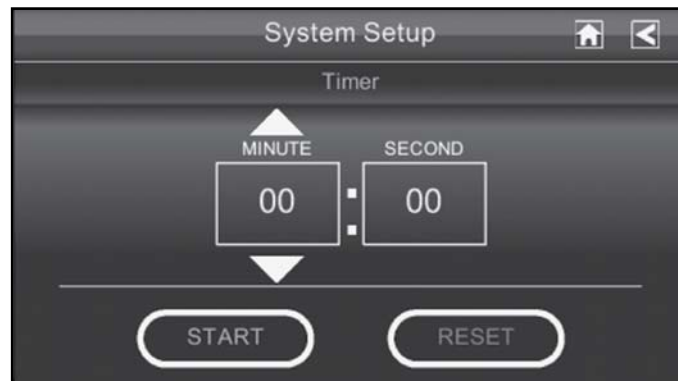 System Setup
Timer
MINUTE SECOND
00 : 00
START RESET